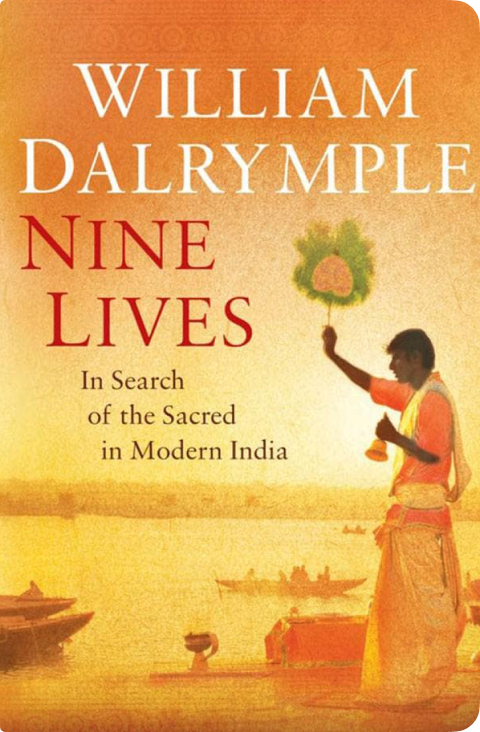 WILLIAM
DALRYMPLE
NINE
LIVES
In Search
of the Sacred
in Modern India